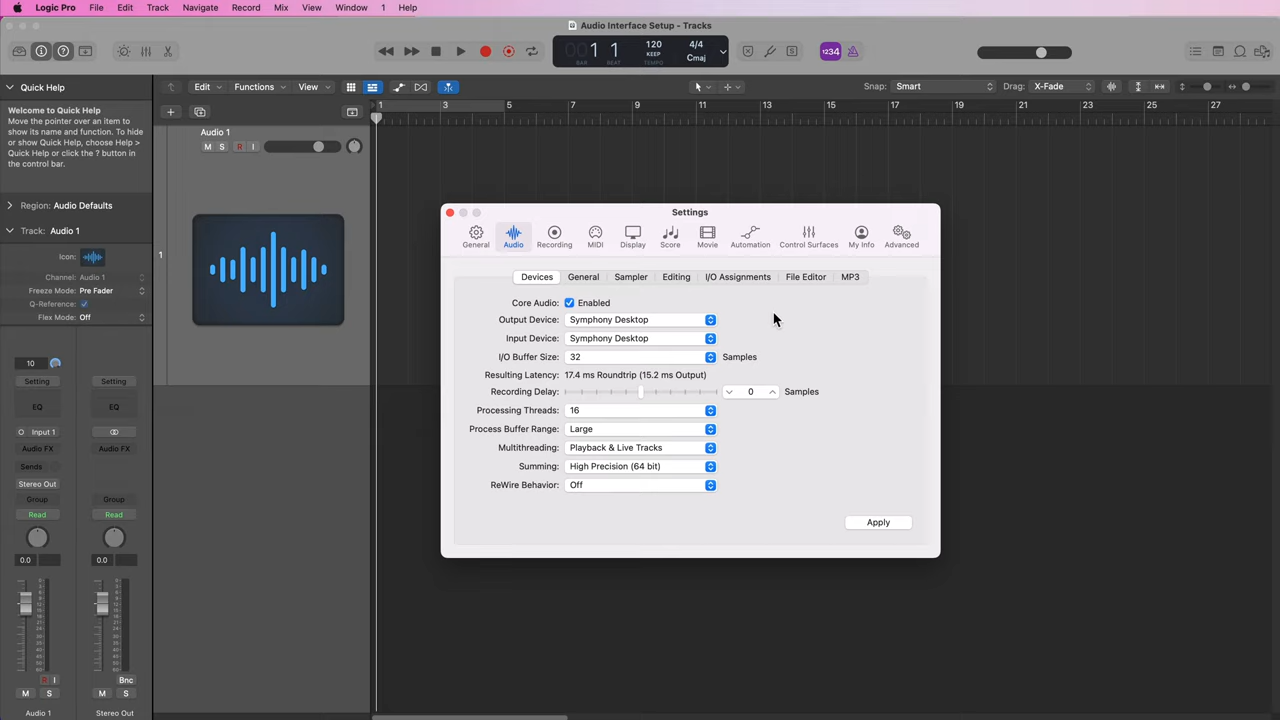 Logic Pro File Edit Track Navigate Record Mix View Window 1 Help
Audio Interface Setup - Tracks
001 1 120 4/4
KEEP Cmaj
BAR BEAT TEMPO
1234
Quick Help
Edit Functions View Snap: Smart Drag: X-Fade
Welcome to Quick Help
Move the pointer over an item to
show its name and function. To hide
or show Quick Help, choose Help >
Quick Help or click the ? button in
the control bar.
1 3 5 7 9 11 13 15 17 19 21 23 25 27
Audio 1
M S R I
Region: Audio Defaults
Track: Audio 1
Icon:
Channel: Audio 1
Freeze Mode: Pre Fader
Q-Reference:
Flex Mode: Off
1
Settings
General Audio Recording MIDI Display Score Movie Automation Control Surfaces My Info Advanced
Devices General Sampler Editing I/O Assignments File Editor MP3
Core Audio: Enabled
Output Device: Symphony Desktop
Input Device: Symphony Desktop
I/O Buffer Size: 32 Samples
Resulting Latency: 17.4 ms Roundtrip (15.2 ms Output)
Recording Delay: 0 Samples
Processing Threads: 16
Process Buffer Range: Large
Multithreading: Playback & Live Tracks
Summing: High Precision (64 bit)
ReWire Behavior: Off
Apply
10
Setting Setting
EQ EQ
Input 1
Audio FX Audio FX
Sends
Stereo Out
Group Group
Read Read
0.0 0.0
R I Bnc
M S M S
Audio 1 Stereo Out